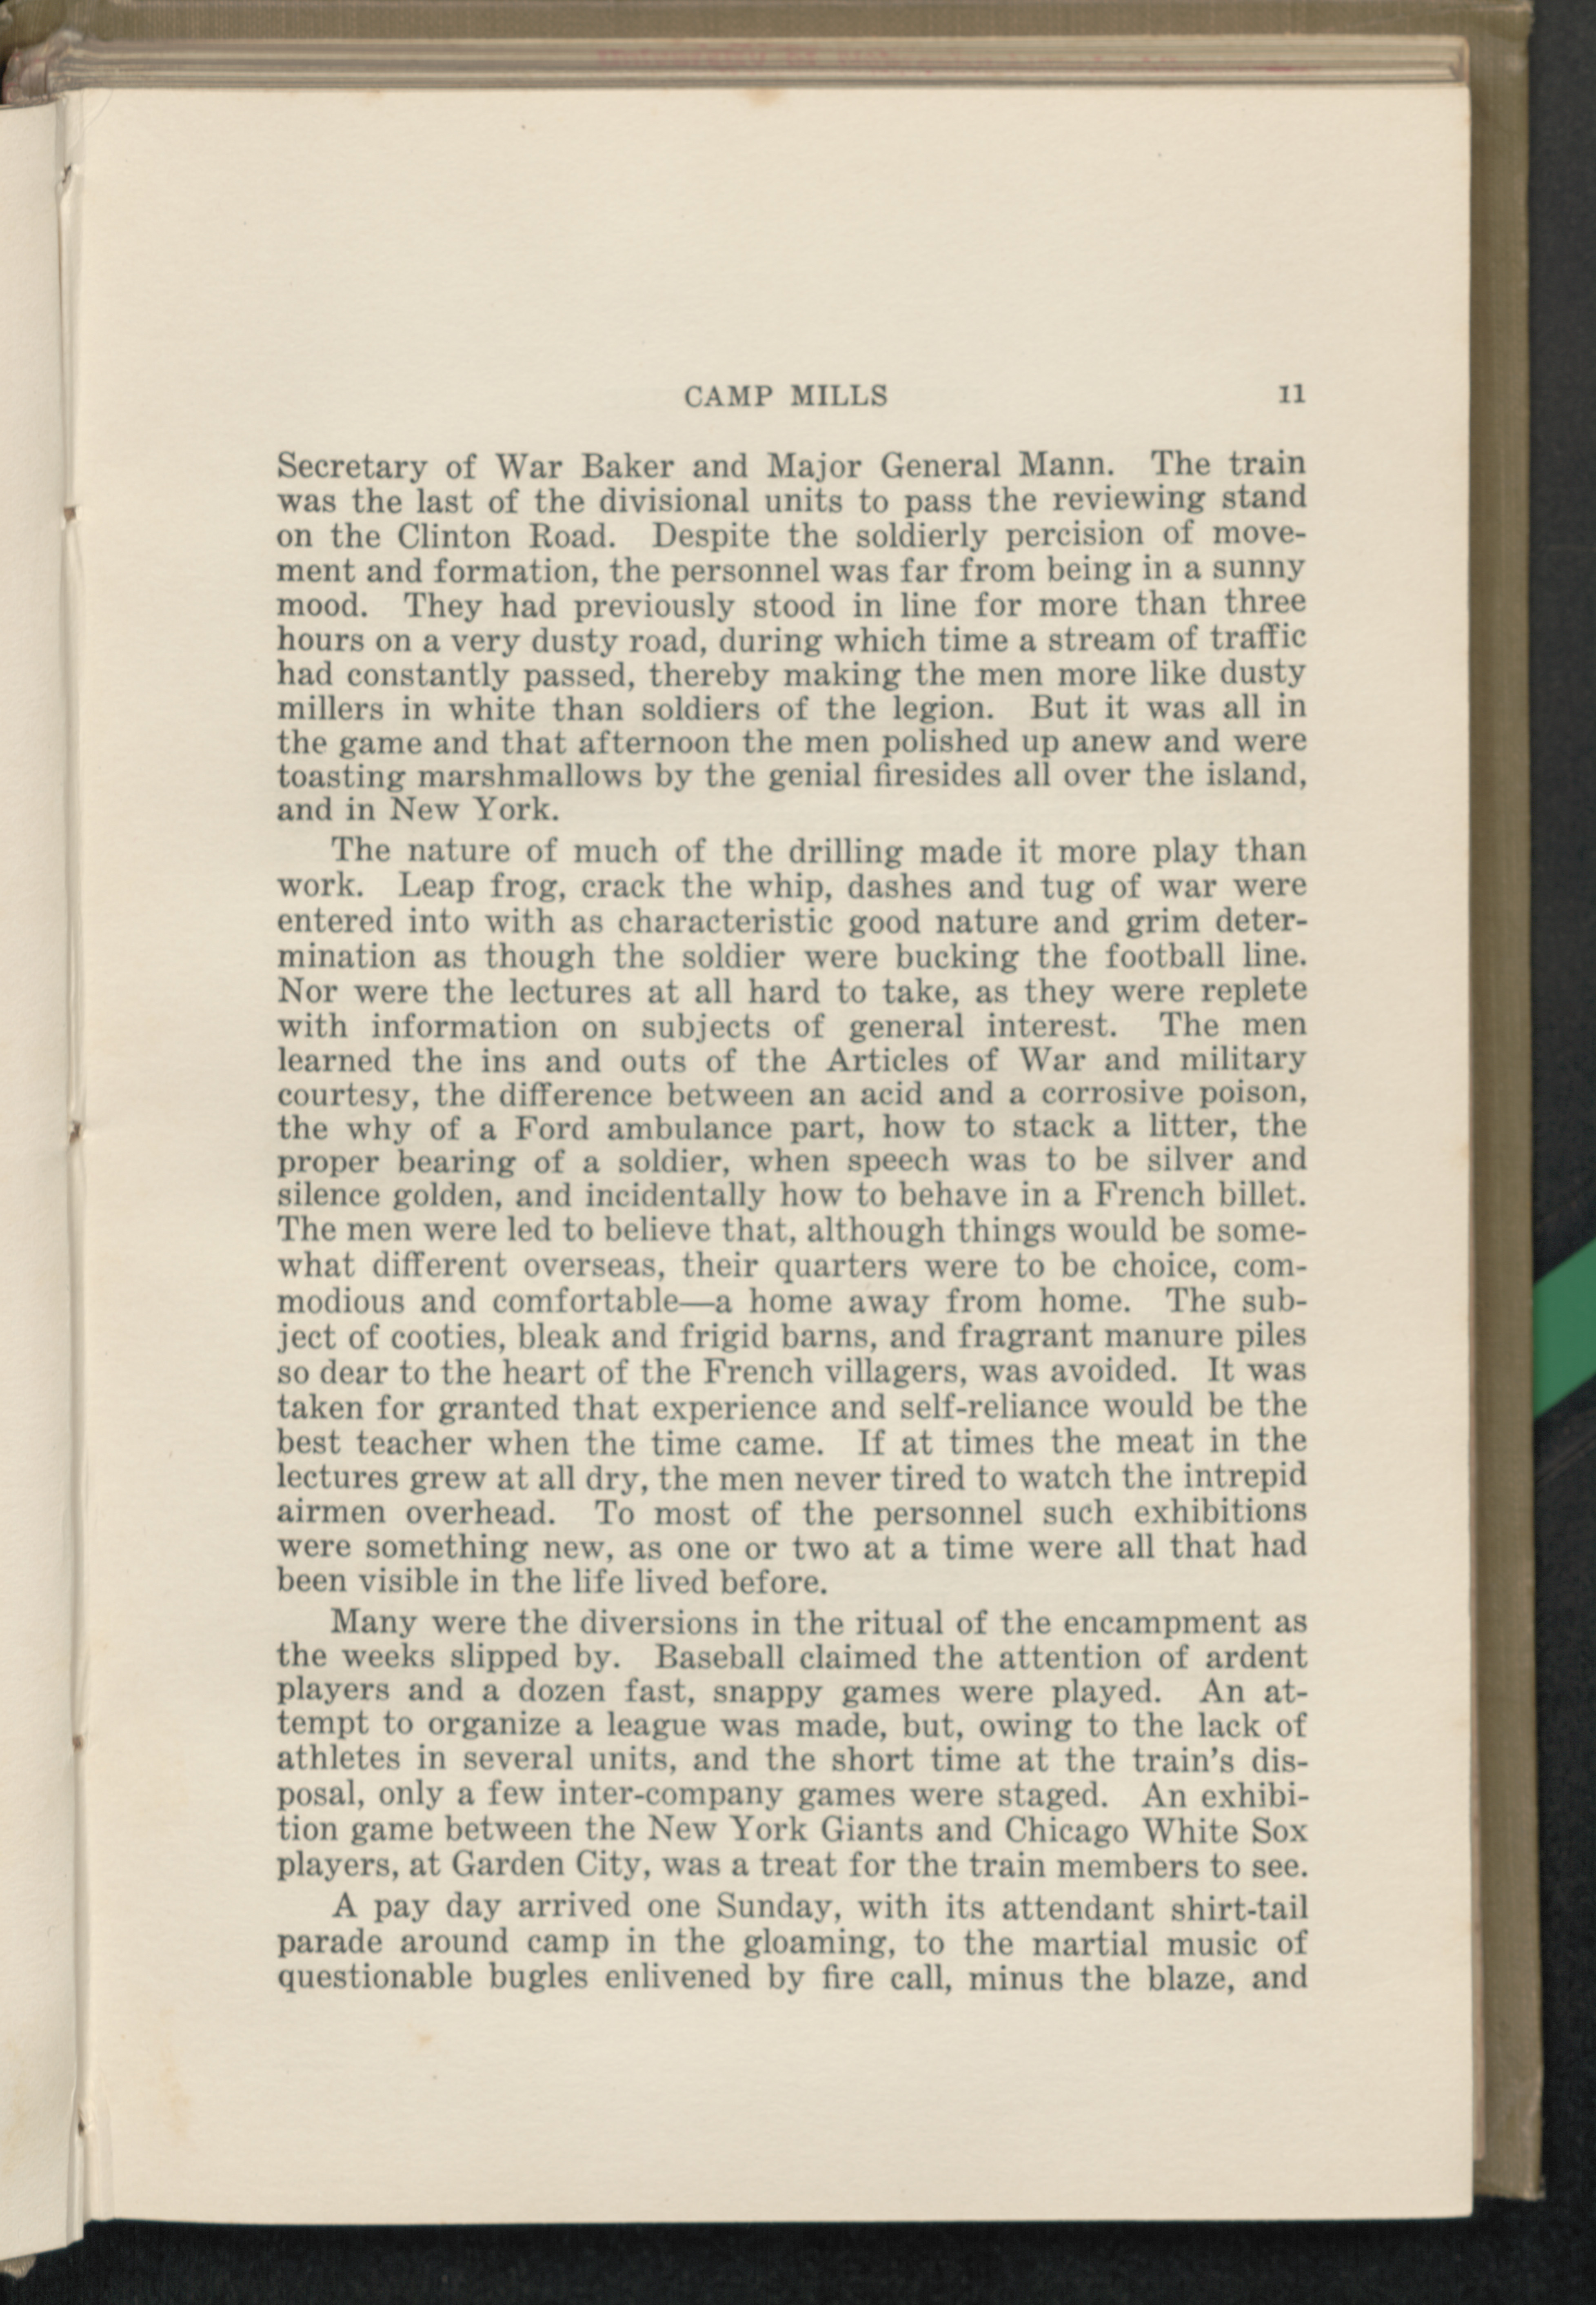 CAMP MILLS 11
Secretary of War Baker and Major General Mann. The train
was the last of the divisional units to pass the reviewing stand
on the Clinton Road. Despite the soldierly percision of move-
ment and formation, the personnel was far from being in a sunny
mood. They had previously stood in line for more than three
hours on a very dusty road, during which time a stream of traffic
had constantly passed, thereby making the men more like dusty
millers in white than soldiers of the legion. But it was all in
the game and that afternoon the men polished up anew and were
toasting marshmallows by the genial firesides all over the island,
and in New York.
The nature of much of the drilling made it more play than
work. Leap frog, crack the whip, dashes and tug of war were
entered into with as characteristic good nature and grim deter-
mination as though the soldier were bucking the football line.
Nor were the lectures at all hard to take, as they were replete
with information on subjects of general interest. The men
learned the ins and outs of the Articles of War and military
courtesy, the difference between an acid and a corrosive poison,
the why of a Ford ambulance part, how to stack a litter, the
proper bearing of a soldier, when speech was to be silver and
silence golden, and incidentally how to behave in a French billet.
The men were led to believe that, although things would be some-
what different overseas, their quarters were to be choice, com-
modious and comfortable—a home away from home. The sub-
ject of cooties, bleak and frigid barns, and fragrant manure piles
so dear to the heart of the French villagers, was avoided. It was
taken for granted that experience and self-reliance would be the
best teacher when the time came. If at times the meat in the
lectures grew at all dry, the men never tired to watch the intrepid
airmen overhead. To most of the personnel such exhibitions
were something new, as one or two at a time were all that had
been visible in the life lived before.
Many were the diversions in the ritual of the encampment as
the weeks slipped by. Baseball claimed the attention of ardent
players and a dozen fast, snappy games were played. An at-
tempt to organize a league was made, but, owing to the lack of
athletes in several units, and the short time at the train's dis-
posal, only a few inter-company games were staged. An exhibi-
tion game between the New York Giants and Chicago White Sox
players, at Garden City, was a treat for the train members to see.
A pay day arrived one Sunday, with its attendant shirt-tail
parade around camp in the gloaming, to the martial music of
questionable bugles enlivened by fire call, minus the blaze, and